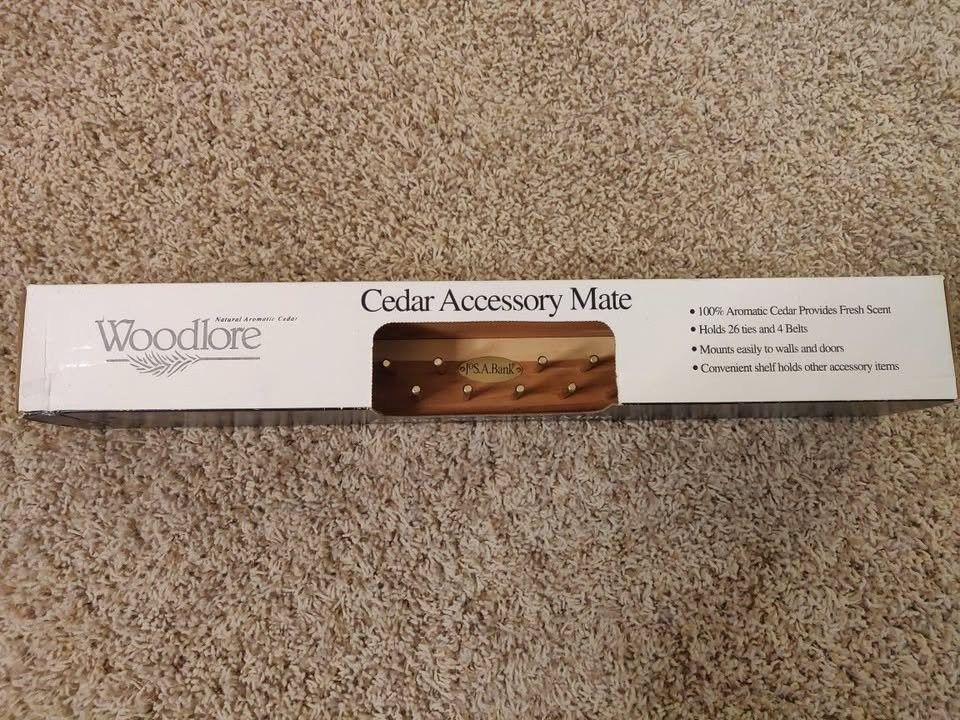 Cedar Accessory Mate
Natural Aromatic Cedar
Woodlore
JoS.A.Bank
• 100% Aromatic Cedar Provides Fresh Scent
• Holds 26 ties and 4 Belts
• Mounts easily to walls and doors
• Convenient shelf holds other accessory items